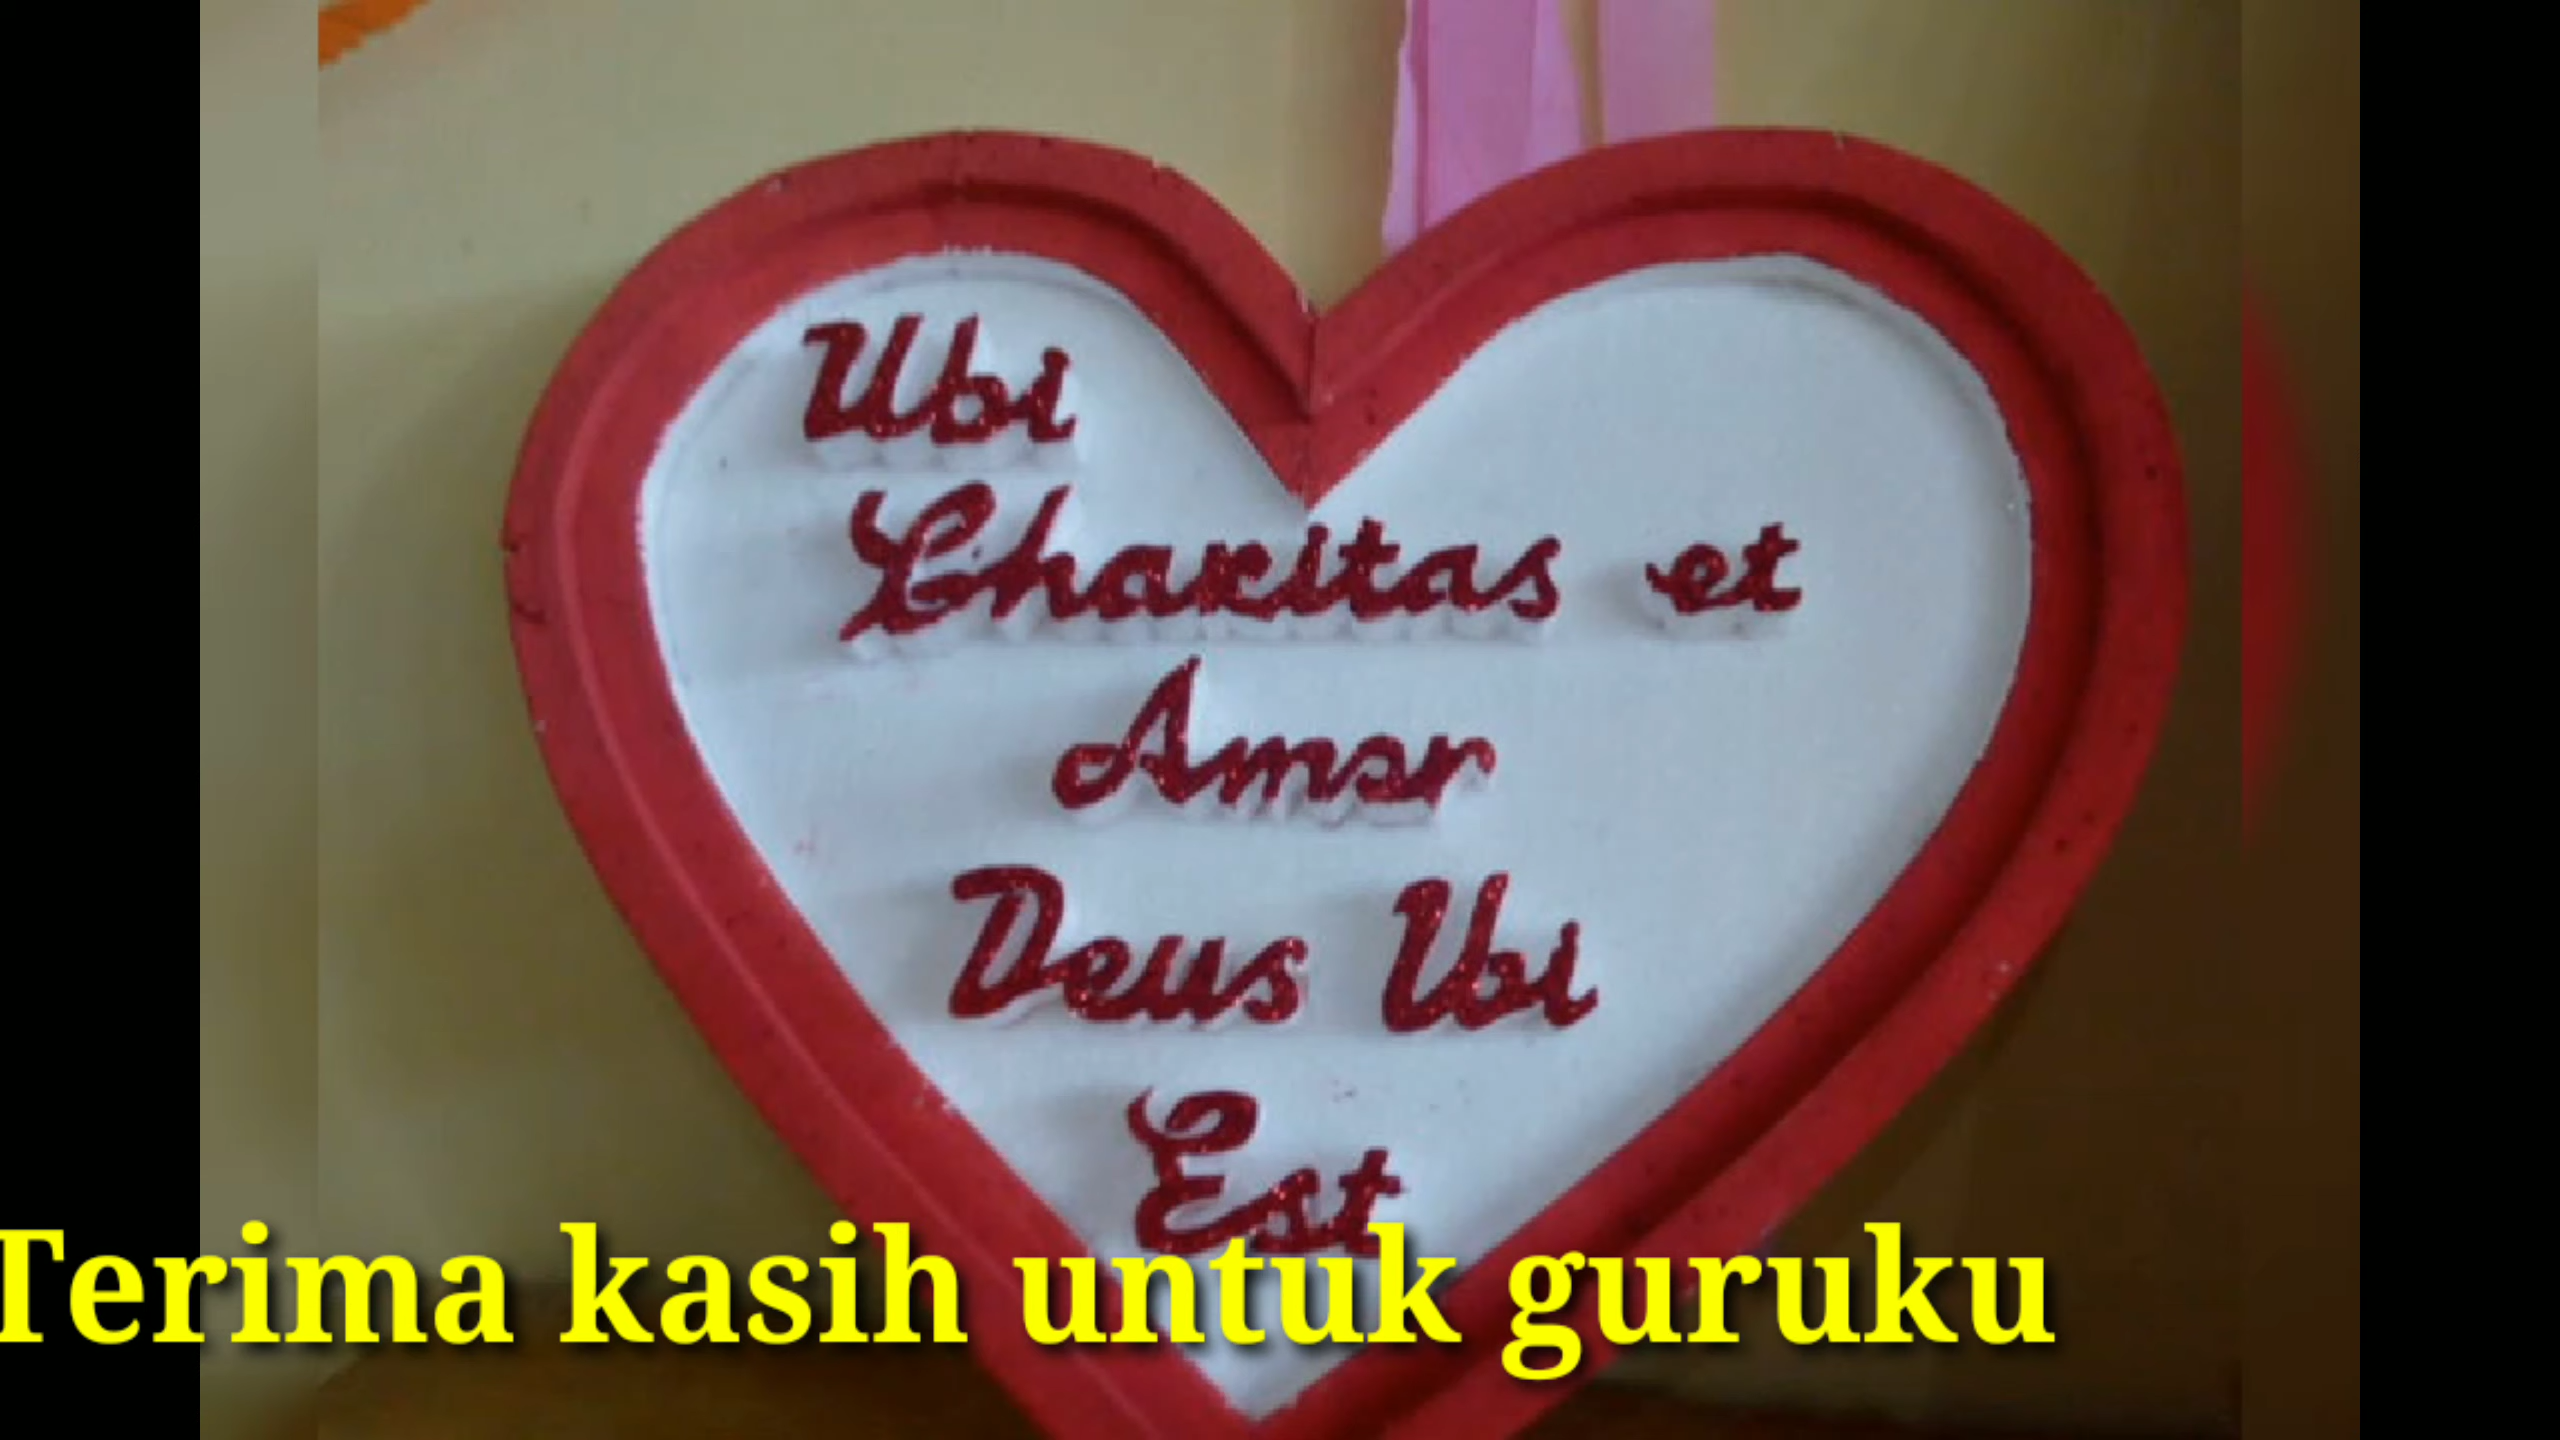 Ubi
Charitas et
Amor
Deus Ubi
Est
Terima kasih untuk guruku